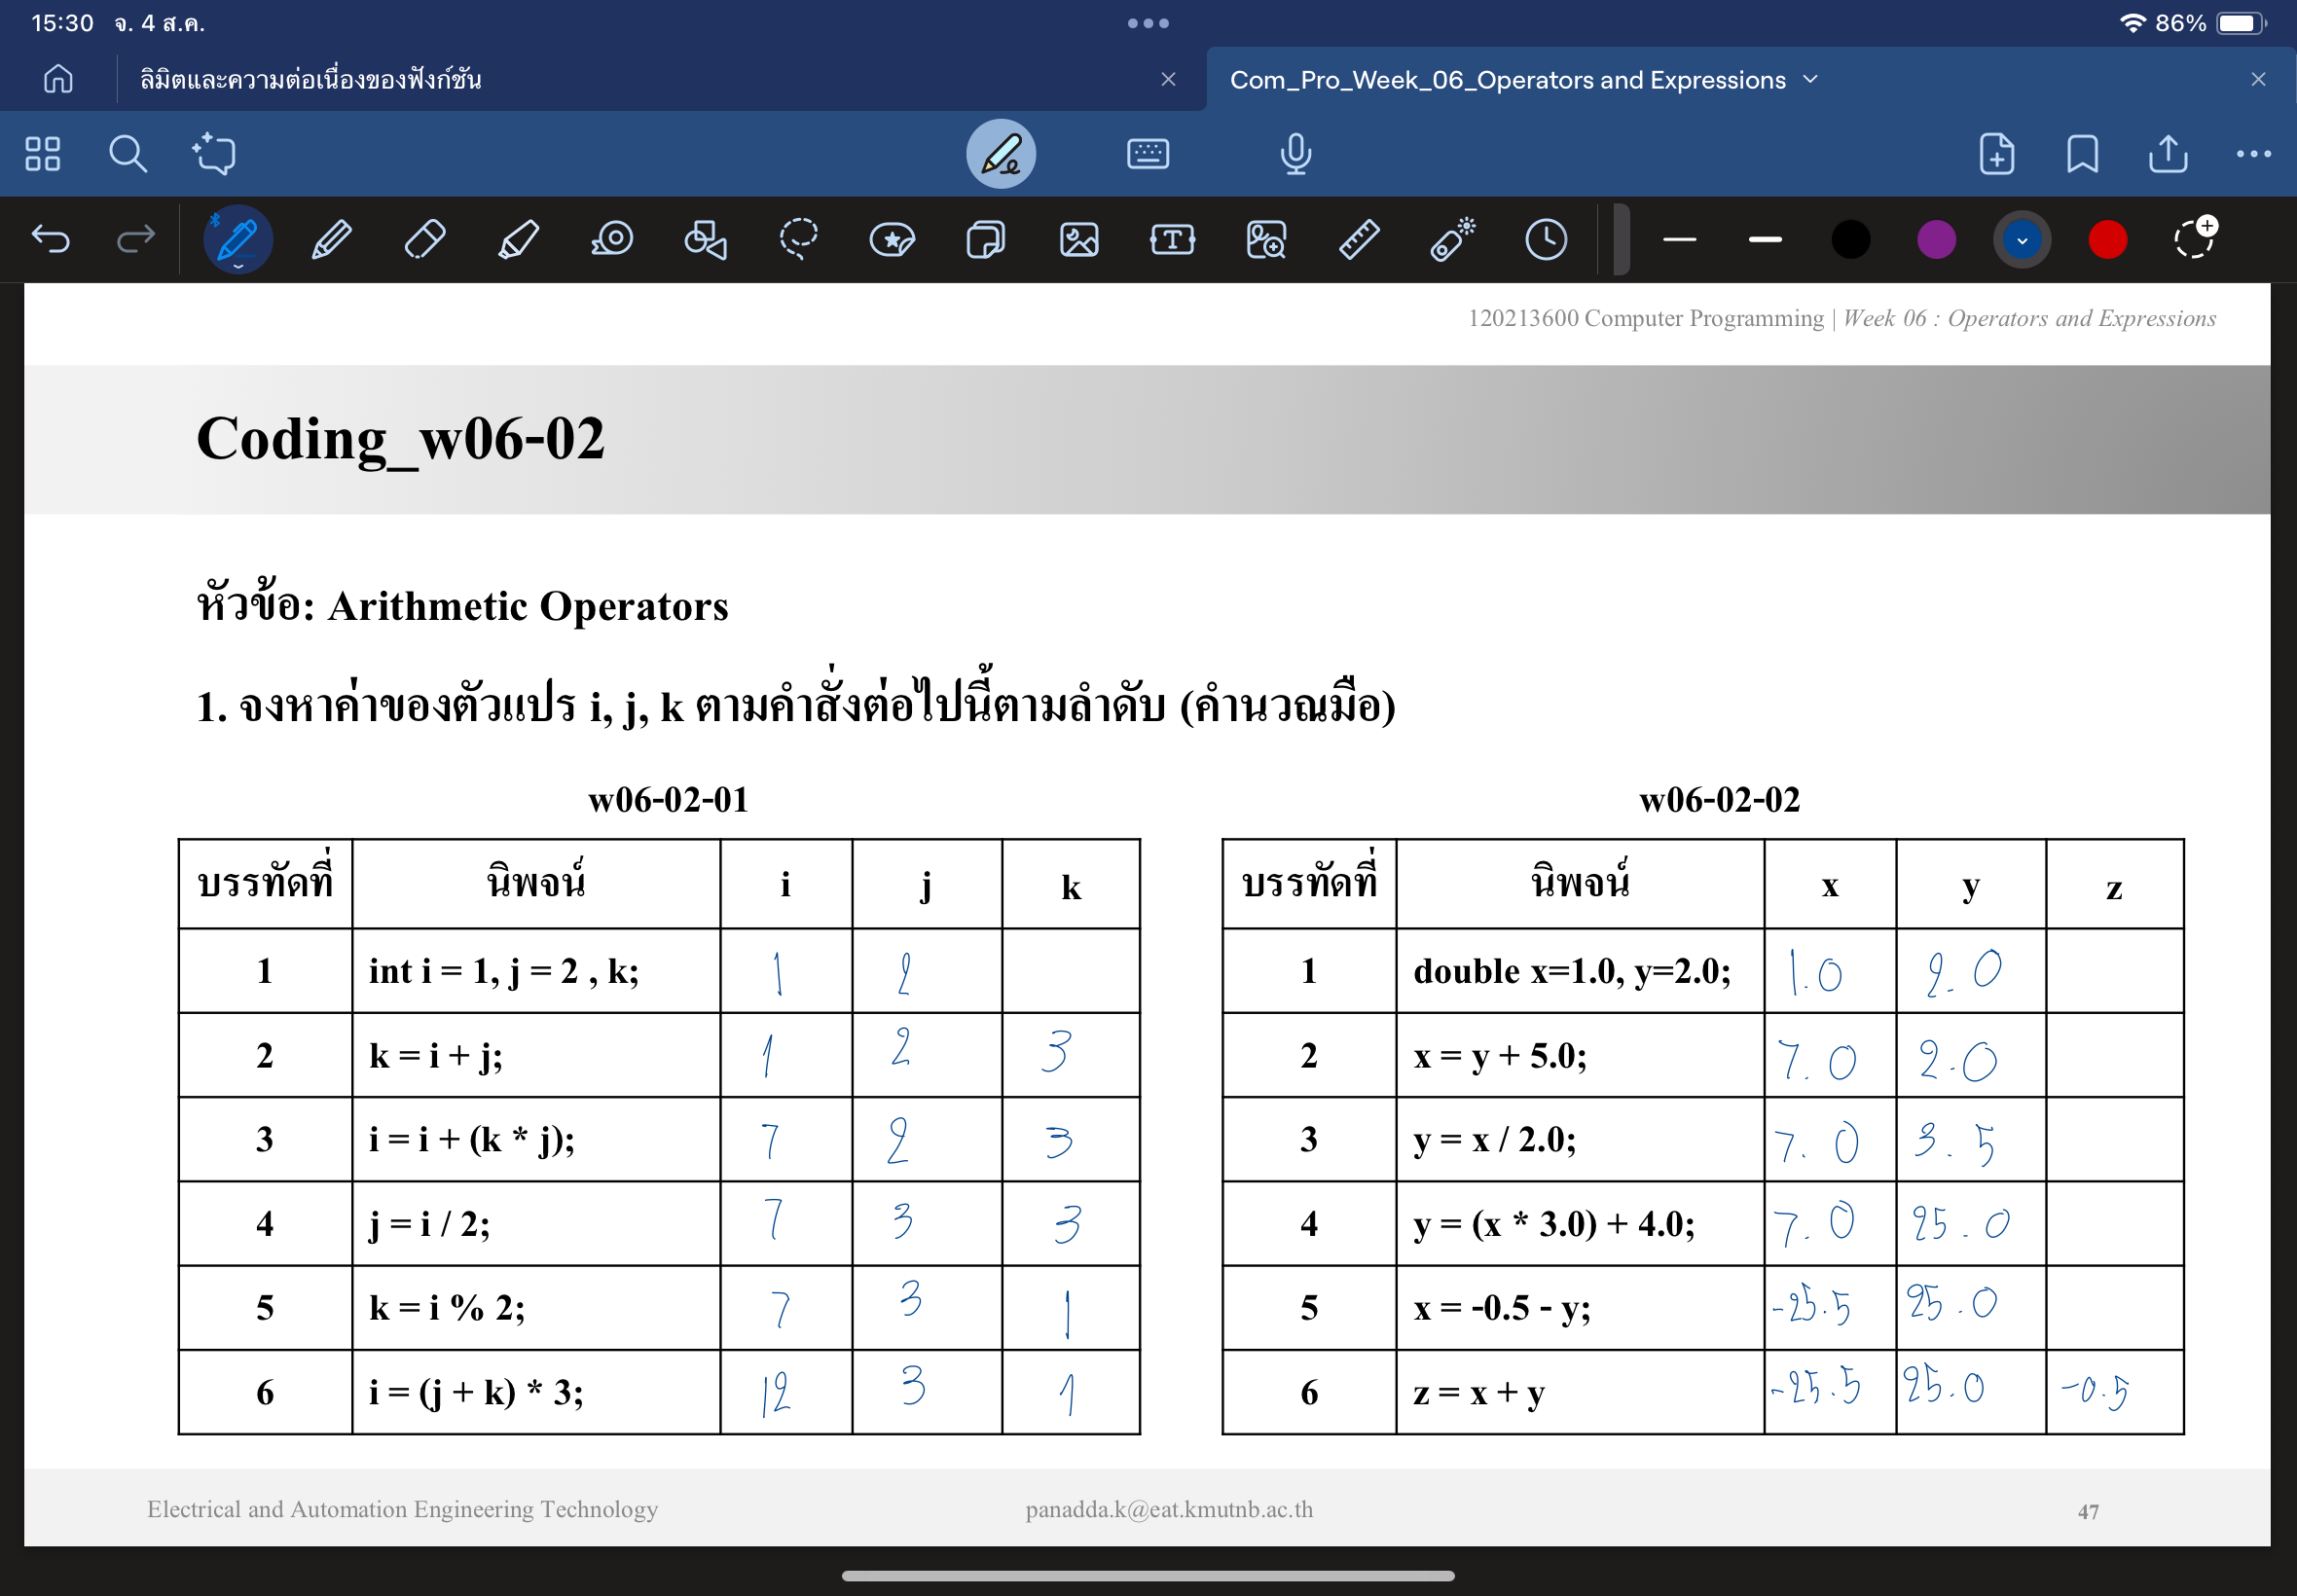 15:30 จ. 4 ส.ค. 86%
ลิมิตและความต่อเนื่องของฟังก์ชัน Com_Pro_Week_06_Operators and Expressions
120213600 Computer Programming | Week 06 : Operators and Expressions
Coding_w06-02
หัวข้อ: Arithmetic Operators
1. จงหาค่าของตัวแปร i, j, k ตามคำสั่งต่อไปนี้ตามลำดับ (คำนวณมือ)
w06-02-01
บรรทัดที่ นิพจน์ i j k
1 int i = 1, j = 2 , k; 1 2
2 k = i + j; 1 2 3
3 i = i + (k * j); 7 2 3
4 j = i / 2; 7 3 3
5 k = i % 2; 7 3 1
6 i = (j + k) * 3; 12 3 1
w06-02-02
บรรทัดที่ นิพจน์ x y z
1 double x=1.0, y=2.0; 1.0 2.0
2 x = y + 5.0; 7.0 2.0
3 y = x / 2.0; 7.0 3.5
4 y = (x * 3.0) + 4.0; 7.0 25.0
5 x = -0.5 - y; -25.5 25.0
6 z = x + y -25.5 25.0 -0.5
Electrical and Automation Engineering Technology panadda.k@eat.kmutnb.ac.th 47